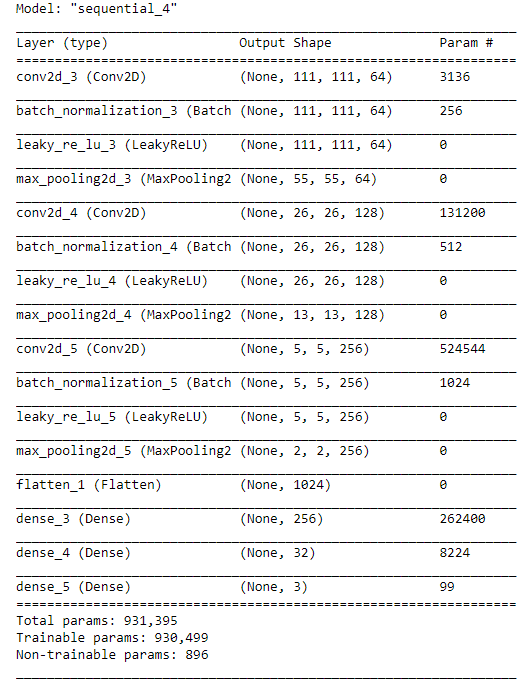 Model: "sequential_4"
Layer (type) Output Shape Param #
conv2d_3 (Conv2D) (None, 111, 111, 64) 3136
batch_normalization_3 (Batch (None, 111, 111, 64) 256
leaky_re_lu_3 (LeakyReLU) (None, 111, 111, 64) 0
max_pooling2d_3 (MaxPooling2 (None, 55, 55, 64) 0
conv2d_4 (Conv2D) (None, 26, 26, 128) 131200
batch_normalization_4 (Batch (None, 26, 26, 128) 512
leaky_re_lu_4 (LeakyReLU) (None, 26, 26, 128) 0
max_pooling2d_4 (MaxPooling2 (None, 13, 13, 128) 0
conv2d_5 (Conv2D) (None, 5, 5, 256) 524544
batch_normalization_5 (Batch (None, 5, 5, 256) 1024
leaky_re_lu_5 (LeakyReLU) (None, 5, 5, 256) 0
max_pooling2d_5 (MaxPooling2 (None, 2, 2, 256) 0
flatten_1 (Flatten) (None, 1024) 0
dense_3 (Dense) (None, 256) 262400
dense_4 (Dense) (None, 32) 8224
dense_5 (Dense) (None, 3) 99
Total params: 931,395
Trainable params: 930,499
Non-trainable params: 896